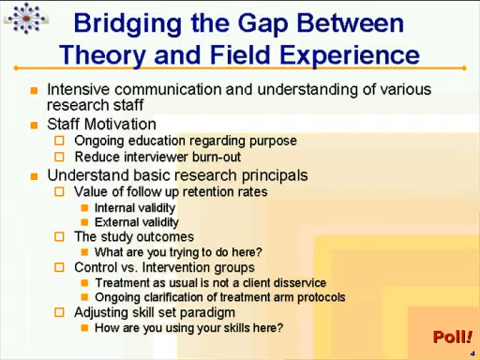 Bridging the Gap Between
Theory and Field Experience
Intensive communication and understanding of various
research staff
Staff Motivation
Ongoing education regarding purpose
Reduce interviewer burn-out
Understand basic research principals
Value of follow up retention rates
Internal validity
External validity
The study outcomes
What are you trying to do here?
Control vs. Intervention groups
Treatment as usual is not a client disservice
Ongoing clarification of treatment arm protocols
Adjusting skill set paradigm
How are you using your skills here?
Poll!
4